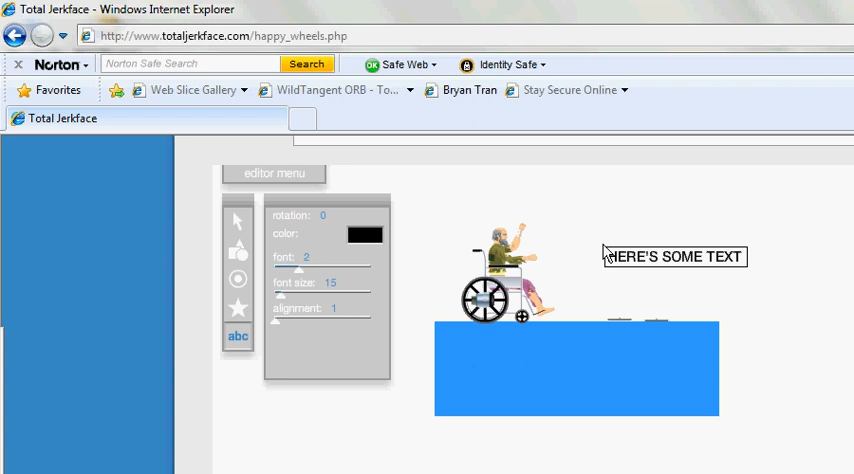 Total Jerkface - Windows Internet Explorer
http://www.totaljerkface.com/happy_wheels.php
X Norton Norton Safe Search Search OK Safe Web Identity Safe
Favorites Web Slice Gallery WildTangent ORB - To... Bryan Tran Stay Secure Online
Total Jerkface
editor menu
rotation: 0
color:
font: 2
font size: 15
alignment: 1
abc
HERE'S SOME TEXT